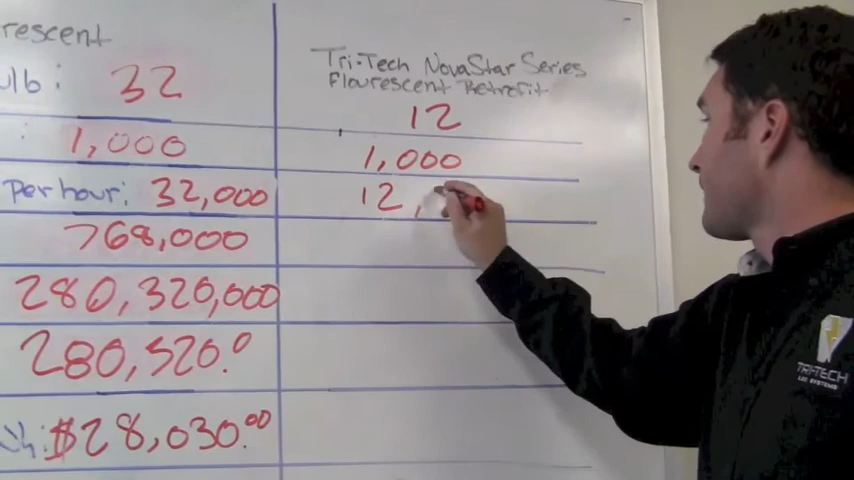 rescent
Tri-Tech NovaStar Series
Flourescent Retrofit
ulb: 32
12
: 1,000
1,000
per hour: 32,000
12,
768,000
280,320,000
280,320.0
$28,030.00
TRI-TECH
LED SYSTEMS